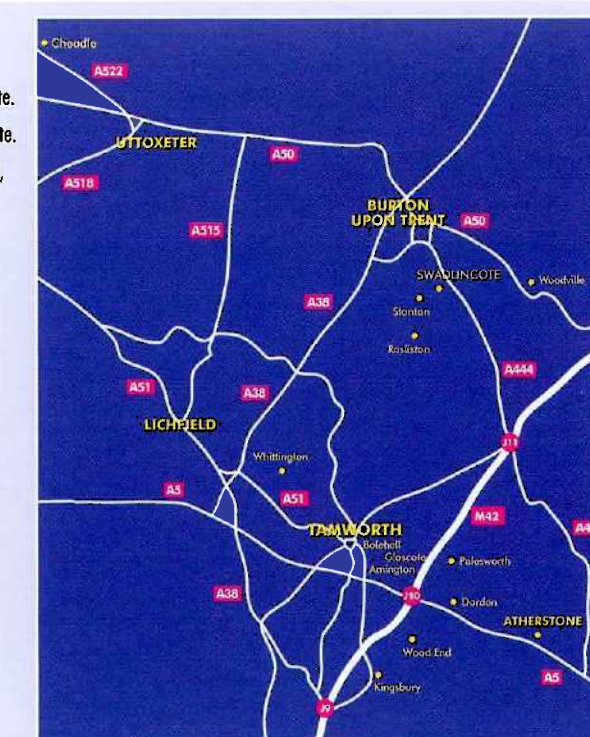 Cheadle
A522
te.
te.
UTTOXETER
A50
A518
BURTON
UPON TRENT
A50
A515
SWADLINCOTE
Woodville
Stanton
A38
Rosliston
A444
A51
A38
LICHFIELD
J11
Whittington
A5
A51
M42
TAMWORTH
Bolehall
Glascote
Amington
Polesworth
A38
J10
Dordon
ATHERSTONE
Wood End
A5
Kingsbury
J9